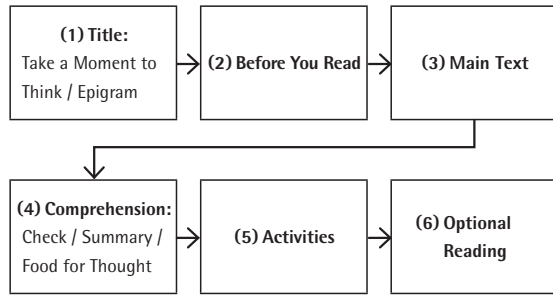 (1) Title:
Take a Moment to
Think / Epigram
(2) Before You Read
(3) Main Text
(4) Comprehension:
Check / Summary /
Food for Thought
(5) Activities
(6) Optional
Reading